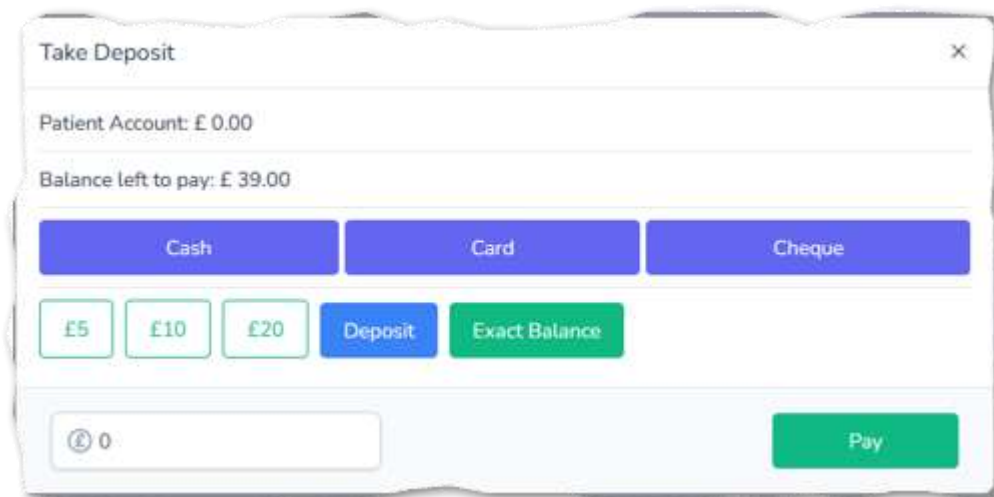 Take Deposit ×
Patient Account: £ 0.00
Balance left to pay: £ 39.00
Cash Card Cheque
£5 £10 £20 Deposit Exact Balance
£ 0 Pay